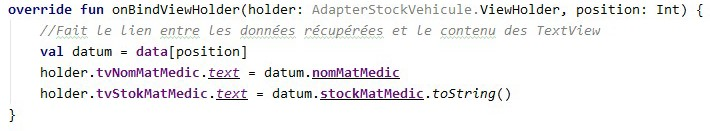 override fun onBindViewHolder(holder: AdapterStockVehicule.ViewHolder, position: Int) {
//Fait le lien entre les données récupérées et le contenu des TextView
val datum = data[position]
holder.tvNomMatMedic.text = datum.nomMatMedic
holder.tvStokMatMedic.text = datum.stockMatMedic.toString()
}